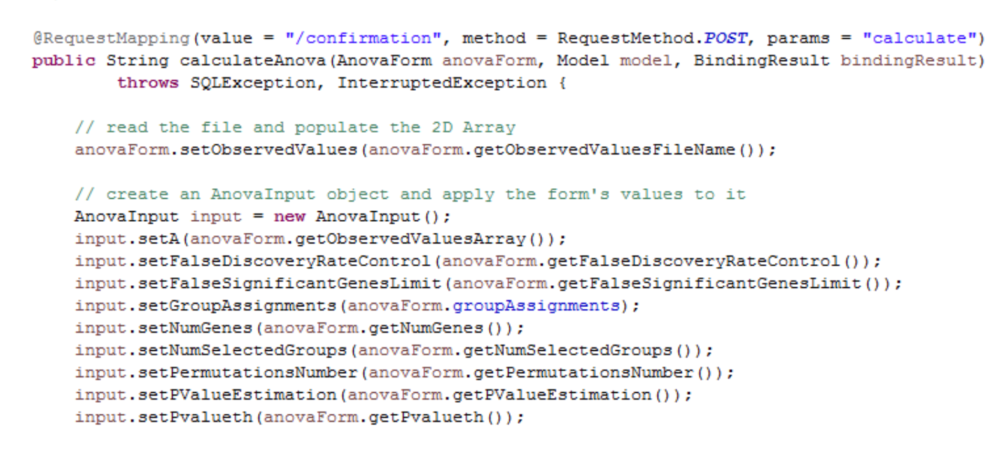 @RequestMapping(value = "/confirmation", method = RequestMethod.POST, params = "calculate")
public String calculateAnova(AnovaForm anovaForm, Model model, BindingResult bindingResult)
        throws SQLException, InterruptedException {

    // read the file and populate the 2D Array
    anovaForm.setObservedValues(anovaForm.getObservedValuesFileName());

    // create an AnovaInput object and apply the form's values to it
    AnovaInput input = new AnovaInput();
    input.setA(anovaForm.getObservedValuesArray());
    input.setFalseDiscoveryRateControl(anovaForm.getFalseDiscoveryRateControl());
    input.setFalseSignificantGenesLimit(anovaForm.getFalseSignificantGenesLimit());
    input.setGroupAssignments(anovaForm.groupAssignments);
    input.setNumGenes(anovaForm.getNumGenes());
    input.setNumSelectedGroups(anovaForm.getNumSelectedGroups());
    input.setPermutationsNumber(anovaForm.getPermutationsNumber());
    input.setPValueEstimation(anovaForm.getPValueEstimation());
    input.setPvalueth(anovaForm.getPvalueth());